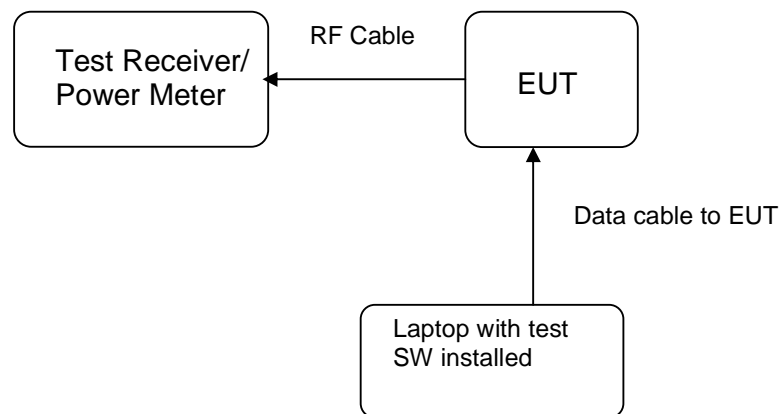 RF Cable
Test Receiver/
Power Meter
EUT
Data cable to EUT
Laptop with test
SW installed